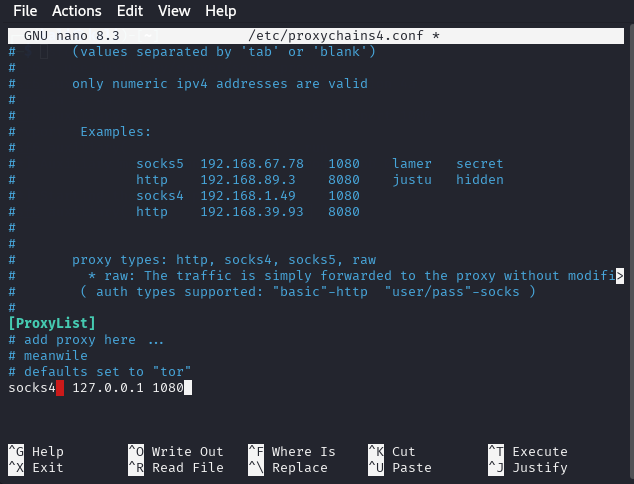 File Actions Edit View Help
GNU nano 8.3 /etc/proxychains4.conf *
# (values separated by 'tab' or 'blank')
#
# only numeric ipv4 addresses are valid
#
#
# Examples:
#
# socks5 192.168.67.78 1080 lamer secret
# http 192.168.89.3 8080 justu hidden
# socks4 192.168.1.49 1080
# http 192.168.39.93 8080
#
#
# proxy types: http, socks4, socks5, raw
# * raw: The traffic is simply forwarded to the proxy without modifi>
# ( auth types supported: "basic"-http "user/pass"-socks )
#
[ProxyList]
# add proxy here ...
# meanwile
# defaults set to "tor"
socks4 127.0.0.1 1080
^G Help ^O Write Out ^F Where Is ^K Cut ^T Execute
^X Exit ^R Read File ^\ Replace ^U Paste ^J Justify